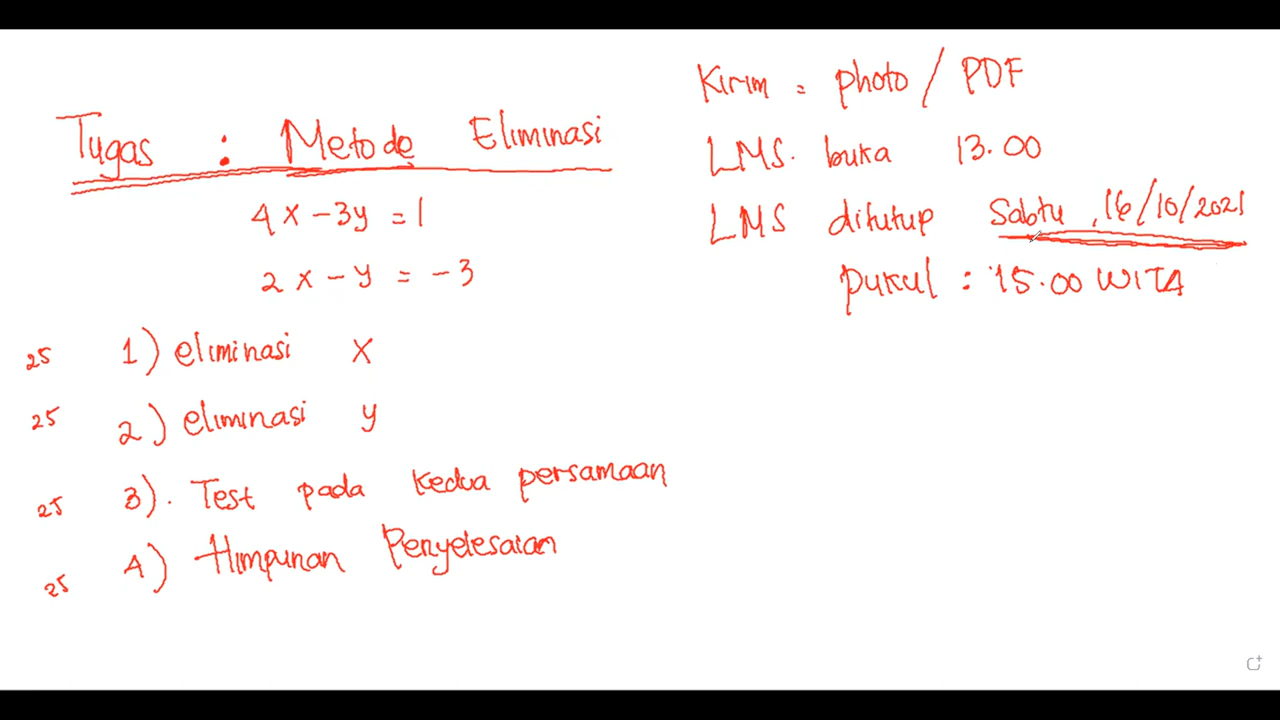 Tugas : Metode Eliminasi
4x - 3y = 1
2x - y = -3
25 1) eliminasi x
25 2) eliminasi y
25 3). Test pada kedua persamaan
25 4) Himpunan Penyelesaian
Kirim = photo / PDF
LMS. buka 13.00
LMS ditutup Sabtu, 16/10/2021
pukul : 15.00 WITA